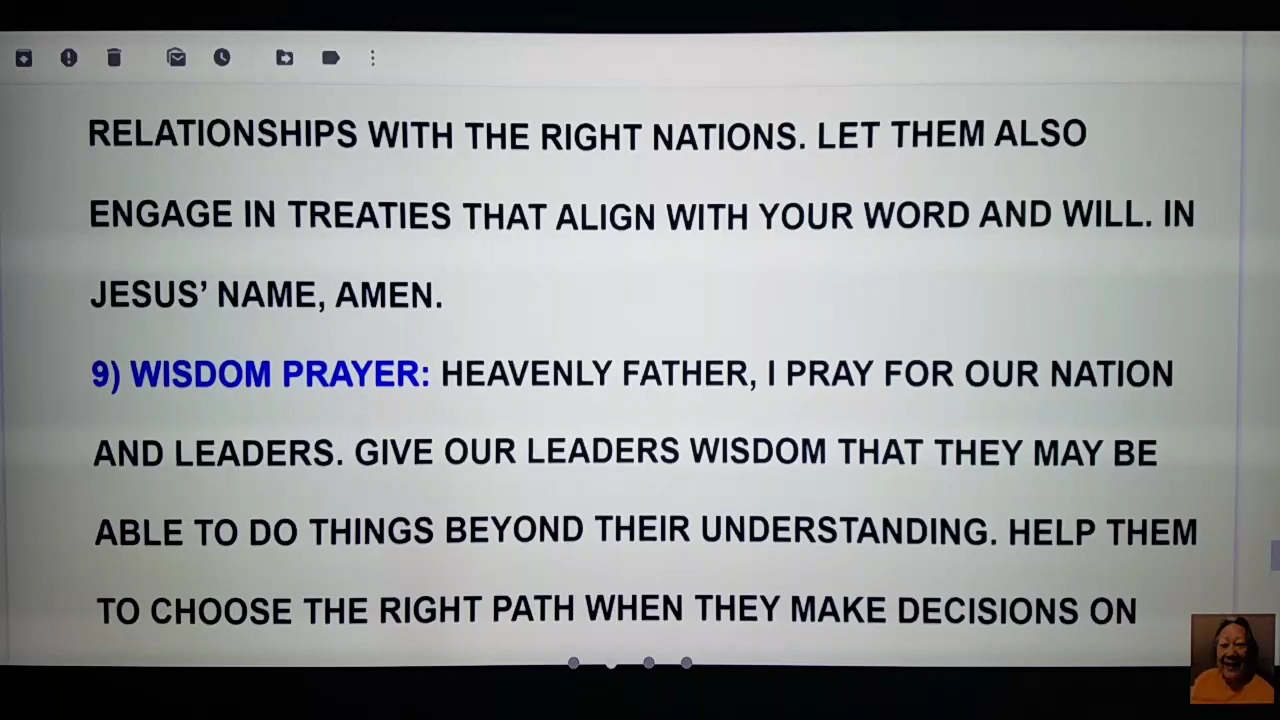 RELATIONSHIPS WITH THE RIGHT NATIONS. LET THEM ALSO
ENGAGE IN TREATIES THAT ALIGN WITH YOUR WORD AND WILL. IN
JESUS’ NAME, AMEN.
9) WISDOM PRAYER: HEAVENLY FATHER, I PRAY FOR OUR NATION
AND LEADERS. GIVE OUR LEADERS WISDOM THAT THEY MAY BE
ABLE TO DO THINGS BEYOND THEIR UNDERSTANDING. HELP THEM
TO CHOOSE THE RIGHT PATH WHEN THEY MAKE DECISIONS ON